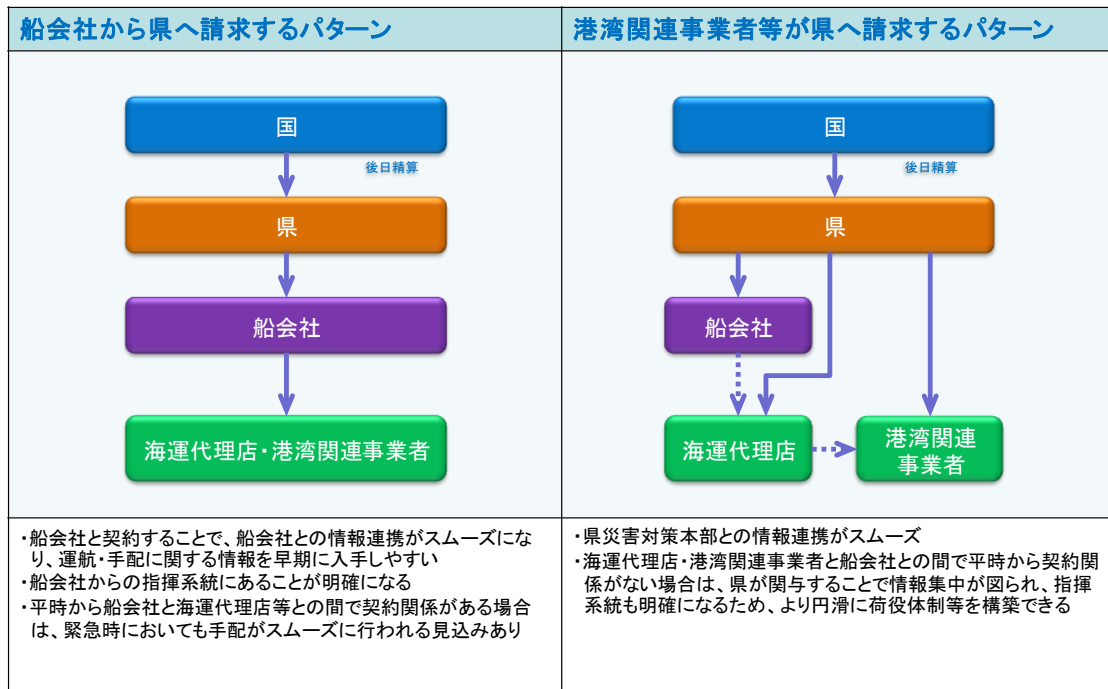 船会社から県へ請求するパターン
国
後日精算
県
船会社
海運代理店・港湾関連事業者
・船会社と契約することで、船会社との情報連携がスムーズにな
り、運航・手配に関する情報を早期に入手しやすい
・船会社からの指揮系統にあることが明確になる
・平時から船会社と海運代理店等との間で契約関係がある場合
は、緊急時においても手配がスムーズに行われる見込みあり
港湾関連事業者等が県へ請求するパターン
国
後日精算
県
船会社
海運代理店
港湾関連
事業者
・県災害対策本部との情報連携がスムーズ
・海運代理店・港湾関連事業者と船会社との間で平時から契約関
係がない場合は、県が関与することで情報集中が図られ、指揮
系統も明確になるため、より円滑に荷役体制等を構築できる